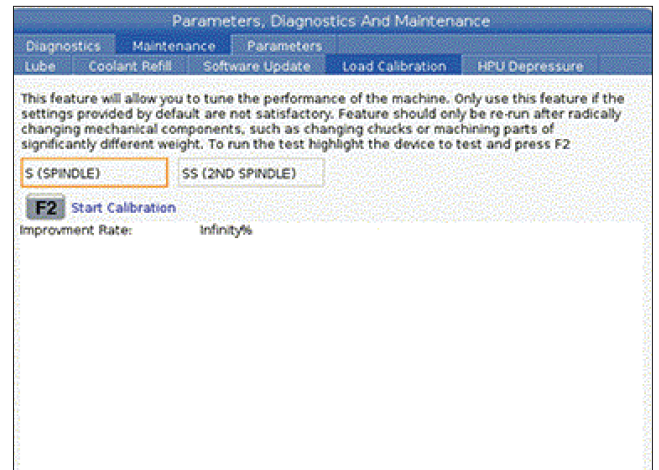 Parameters, Diagnostics And Maintenance
Diagnostics Maintenance Parameters
Lube Coolant Refill Software Update Load Calibration HPU Depressure
This feature will allow you to tune the performance of the machine. Only use this feature if the
settings provided by default are not satisfactory. Feature should only be re-run after radically
changing mechanical components, such as changing chucks or machining parts of
significantly different weight. To run the test highlight the device to test and press F2
S (SPINDLE) SS (2ND SPINDLE)
F2 Start Calibration
Improvment Rate: Infinity%